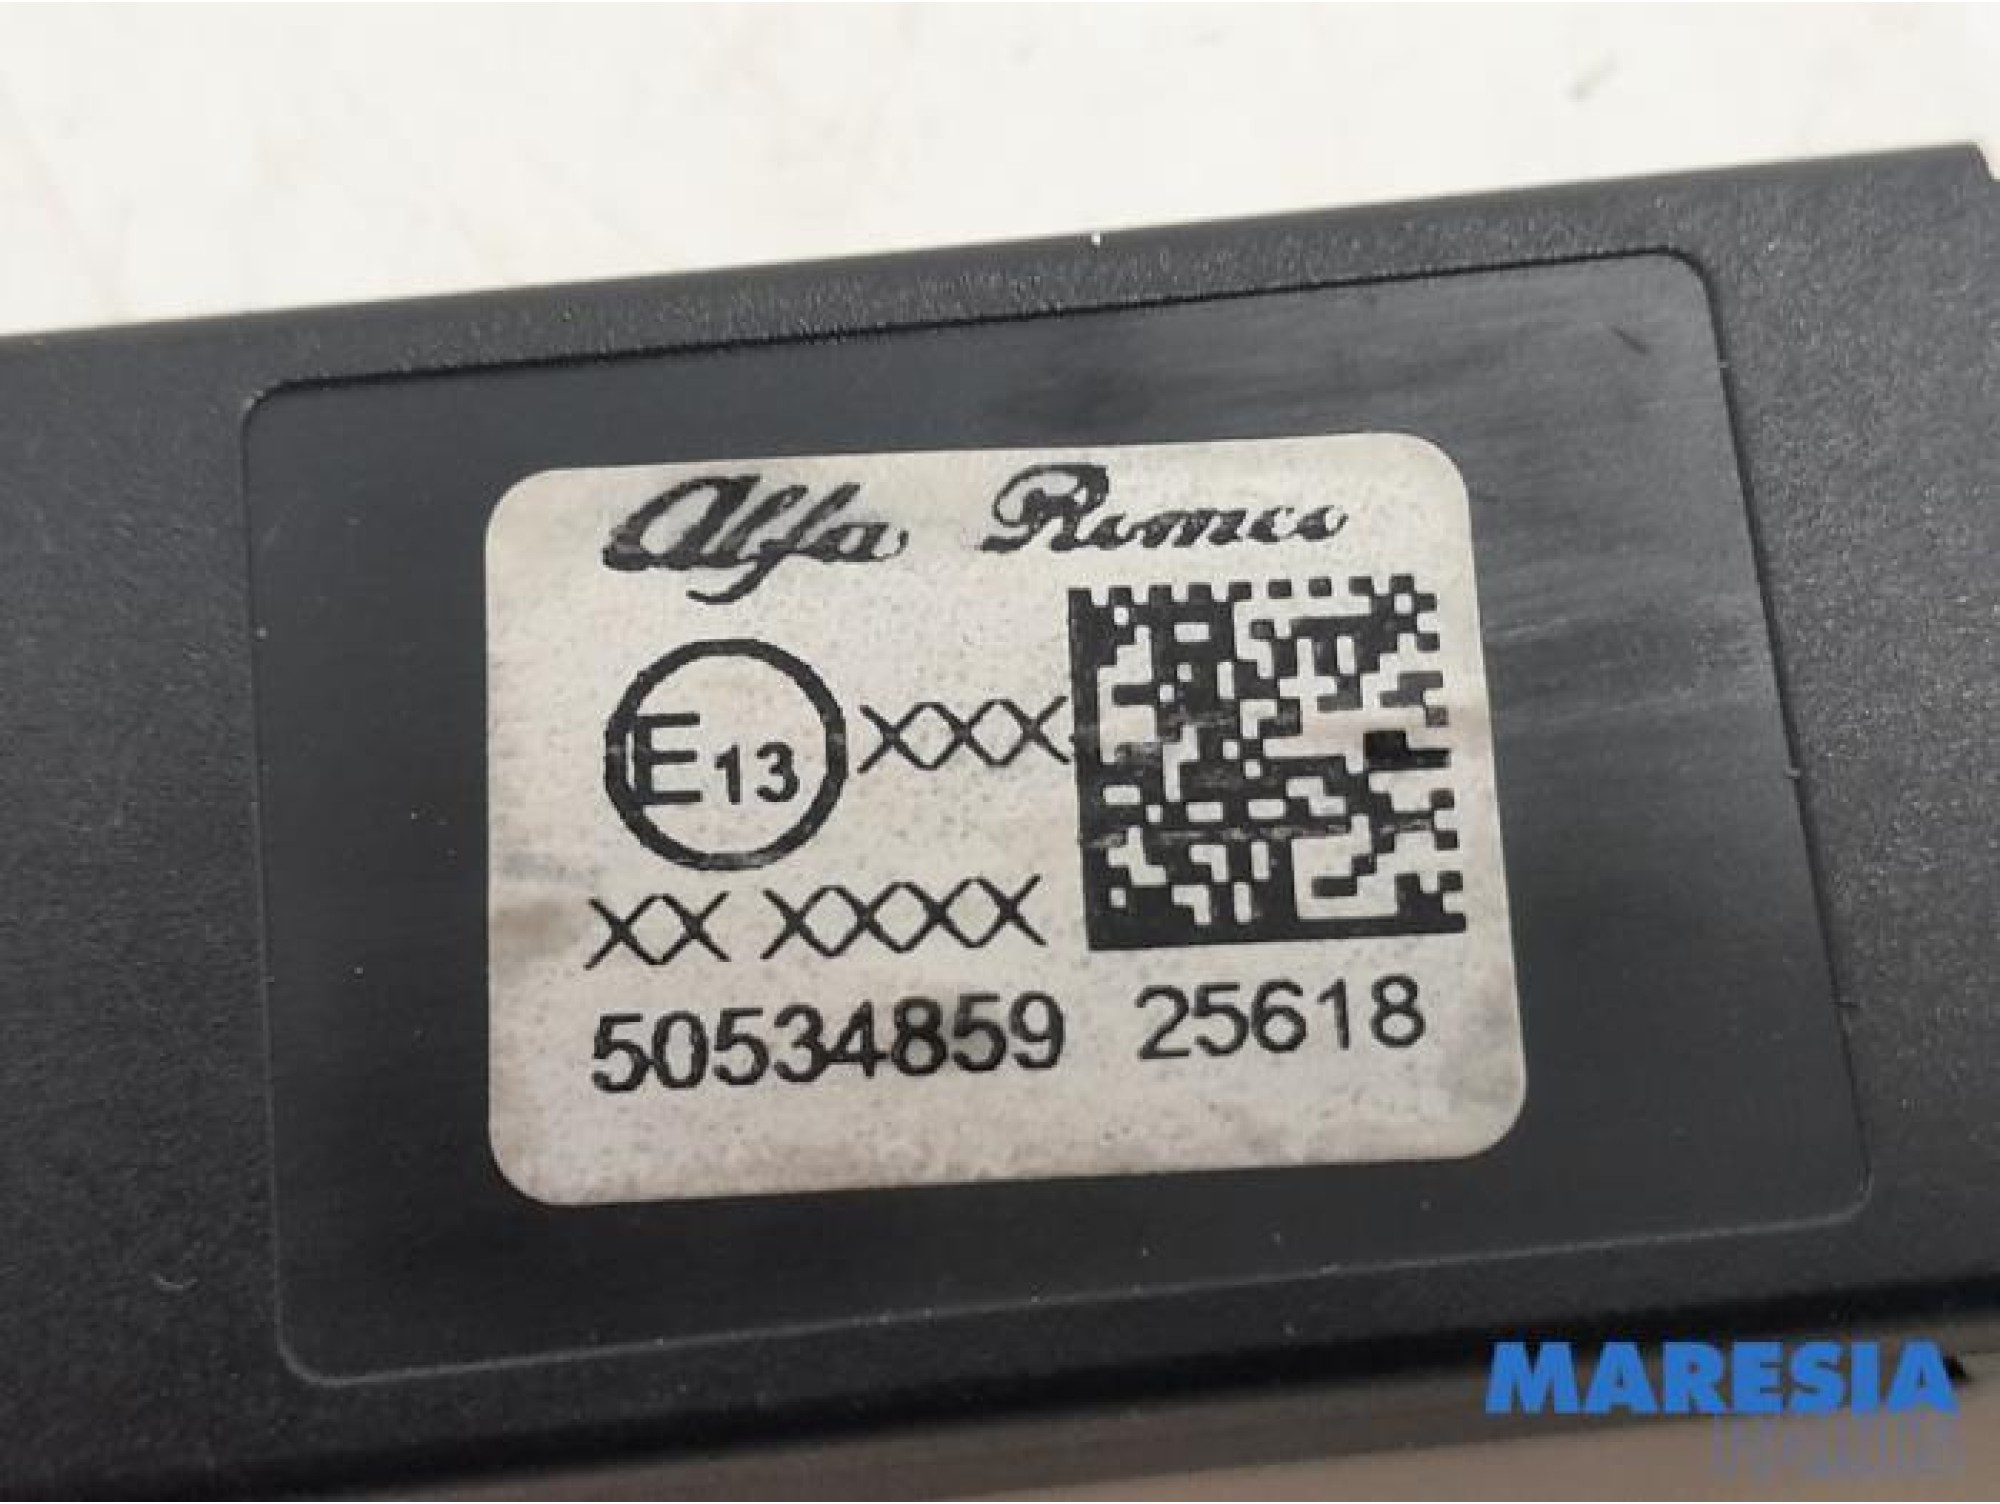 Alfa Romeo
E13 XXX
XX XXXX
50534859 25618
MARESIA